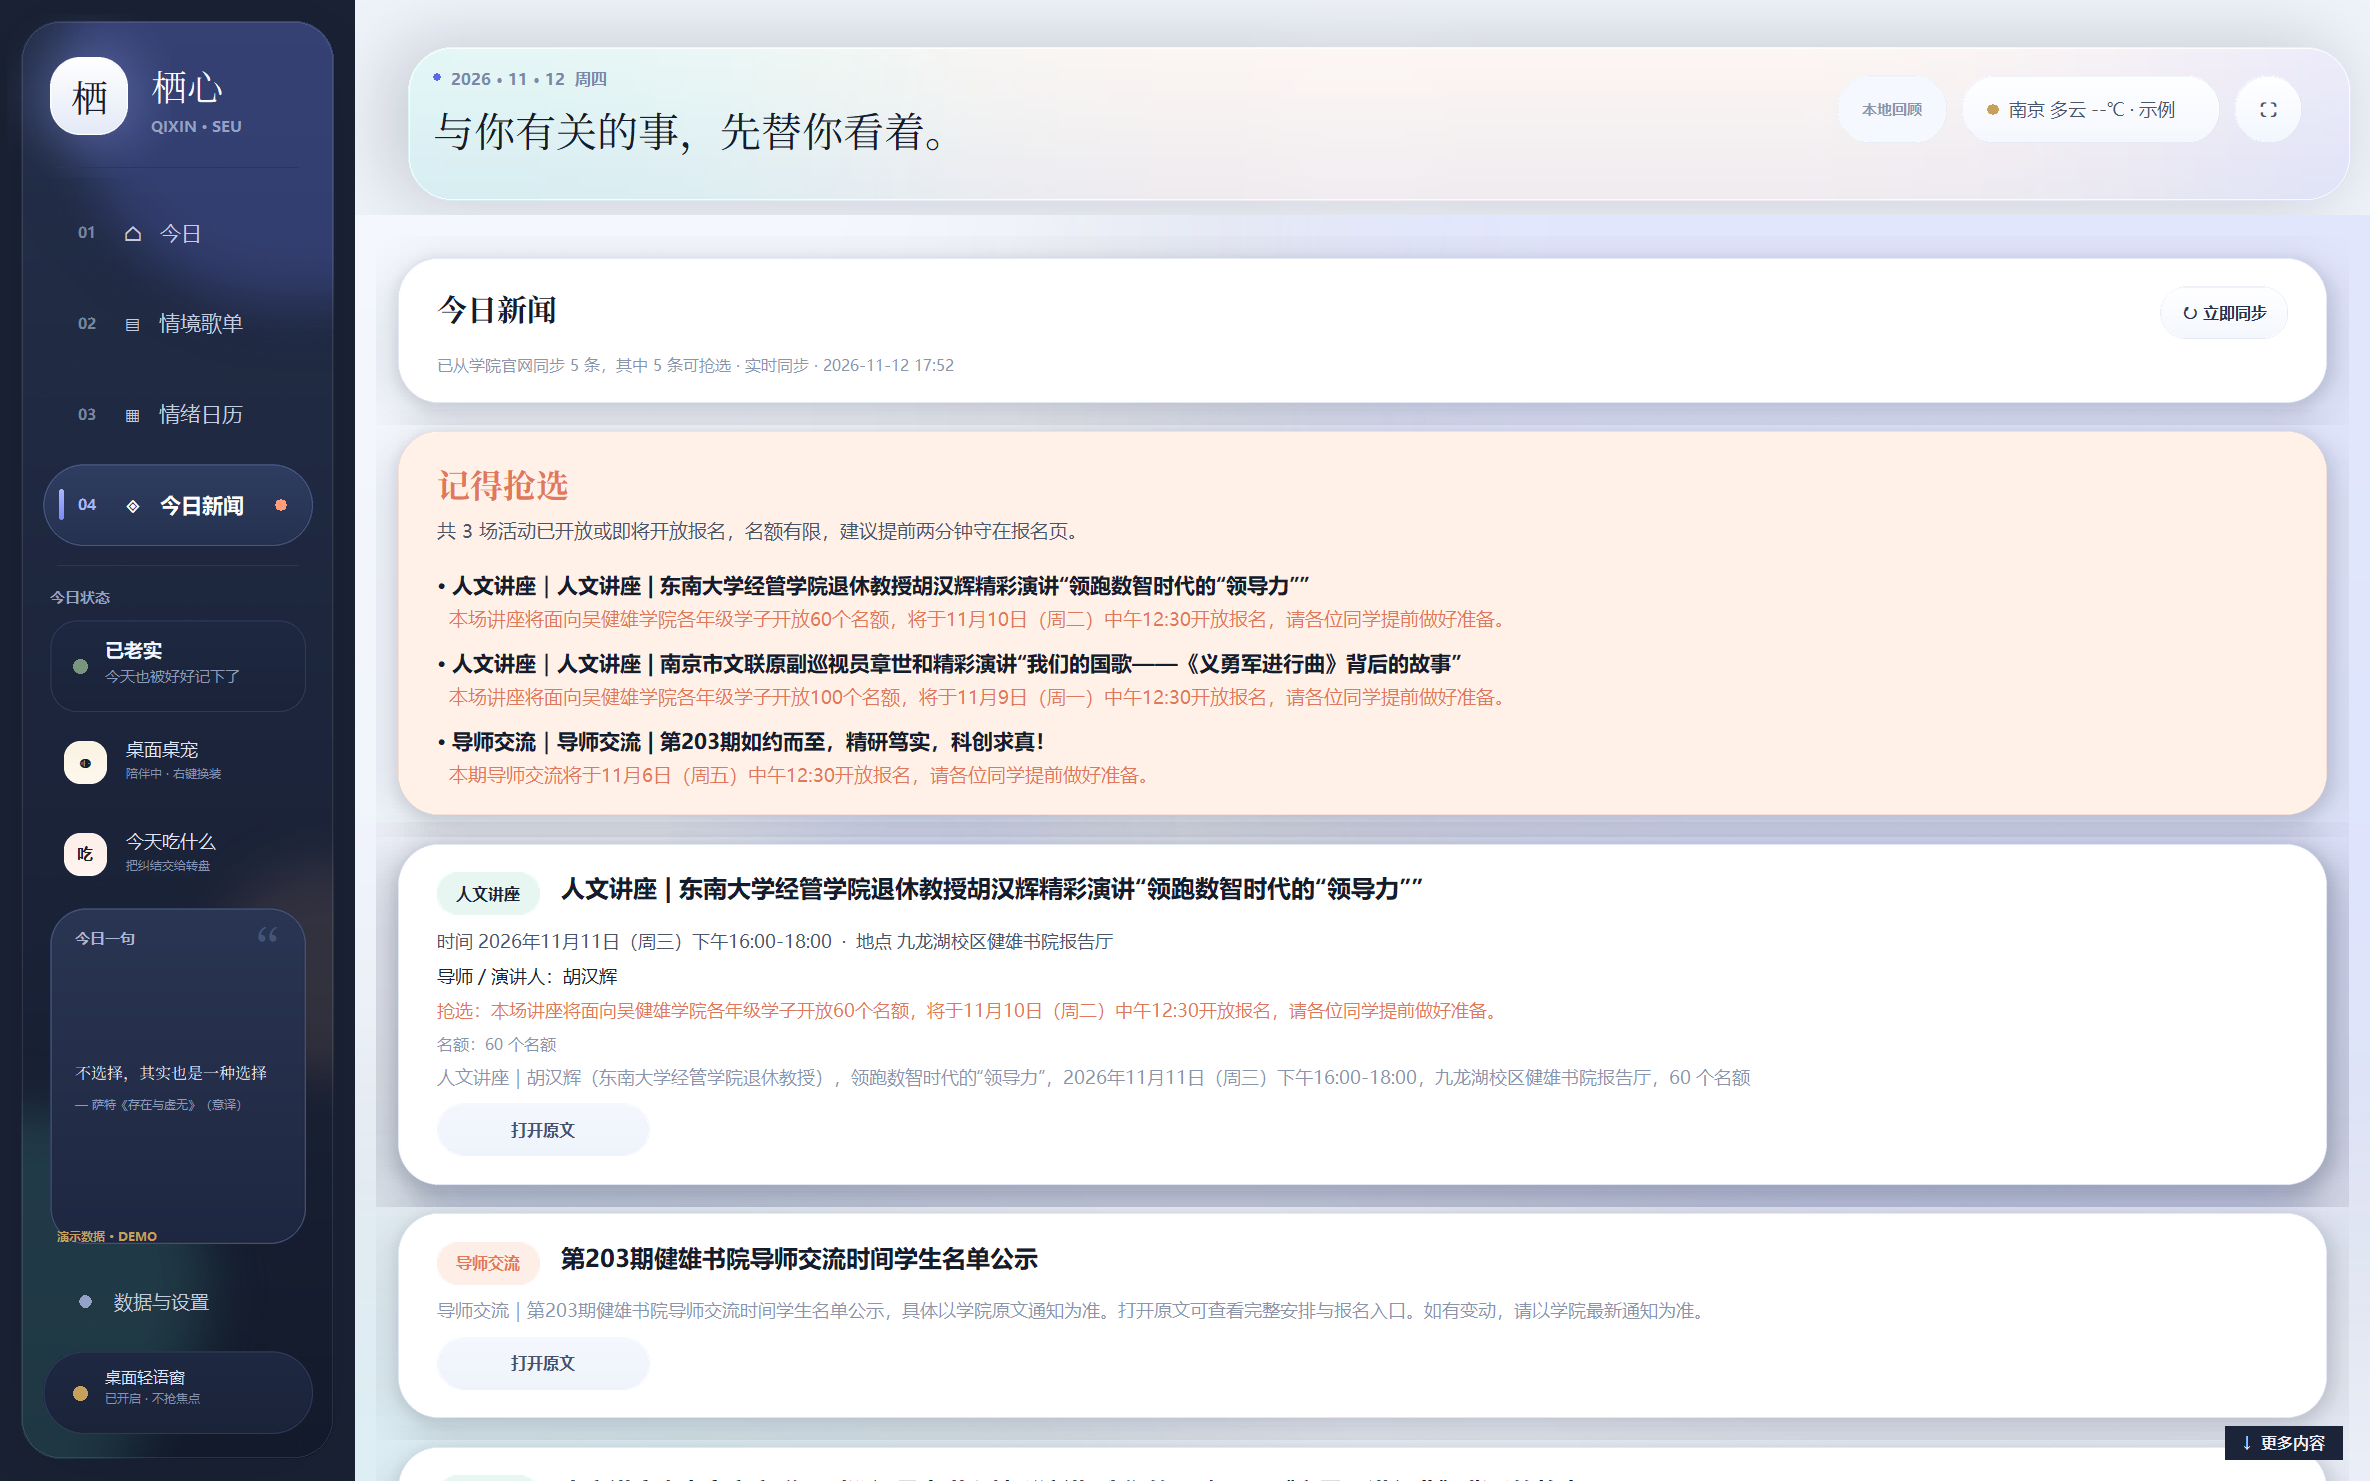 栖
栖心
QIXIN • SEU
01 今日
02 情境歌单
03 情绪日历
04 今日新闻
今日状态
已老实
今天也被好好记下了
桌面桌宠
陪伴中 · 右键换装
吃
今天吃什么
把纠结交给转盘
今日一句
“
不选择，其实也是一种选择
— 萨特《存在与虚无》（意译）
演示数据 • DEMO
数据与设置
桌面轻语窗
已开启 · 不抢焦点
2026 • 11 • 12 周四
与你有关的事，先替你看着。
本地回顾
南京 多云 --℃ · 示例
今日新闻
立即同步
已从学院官网同步 5 条，其中 5 条可抢选 · 实时同步 · 2026-11-12 17:52
记得抢选
共 3 场活动已开放或即将开放报名，名额有限，建议提前两分钟守在报名页。
• 人文讲座｜人文讲座 | 东南大学经管学院退休教授胡汉辉精彩演讲“领跑数智时代的“领导力””
本场讲座将面向吴健雄学院各年级学子开放60个名额，将于11月10日（周二）中午12:30开放报名，请各位同学提前做好准备。
• 人文讲座｜人文讲座 | 南京市文联原副巡视员章世和精彩演讲“我们的国歌——《义勇军进行曲》背后的故事”
本场讲座将面向吴健雄学院各年级学子开放100个名额，将于11月9日（周一）中午12:30开放报名，请各位同学提前做好准备。
• 导师交流｜导师交流 | 第203期如约而至，精研笃实，科创求真！
本期导师交流将于11月6日（周五）中午12:30开放报名，请各位同学提前做好准备。
人文讲座
人文讲座 | 东南大学经管学院退休教授胡汉辉精彩演讲“领跑数智时代的“领导力””
时间 2026年11月11日（周三）下午16:00-18:00 · 地点 九龙湖校区健雄书院报告厅
导师 / 演讲人：胡汉辉
抢选：本场讲座将面向吴健雄学院各年级学子开放60个名额，将于11月10日（周二）中午12:30开放报名，请各位同学提前做好准备。
名额：60 个名额
人文讲座｜胡汉辉（东南大学经管学院退休教授），领跑数智时代的“领导力”，2026年11月11日（周三）下午16:00-18:00，九龙湖校区健雄书院报告厅，60 个名额
打开原文
导师交流
第203期健雄书院导师交流时间学生名单公示
导师交流｜第203期健雄书院导师交流时间学生名单公示，具体以学院原文通知为准。打开原文可查看完整安排与报名入口。如有变动，请以学院最新通知为准。
打开原文
↓ 更多内容